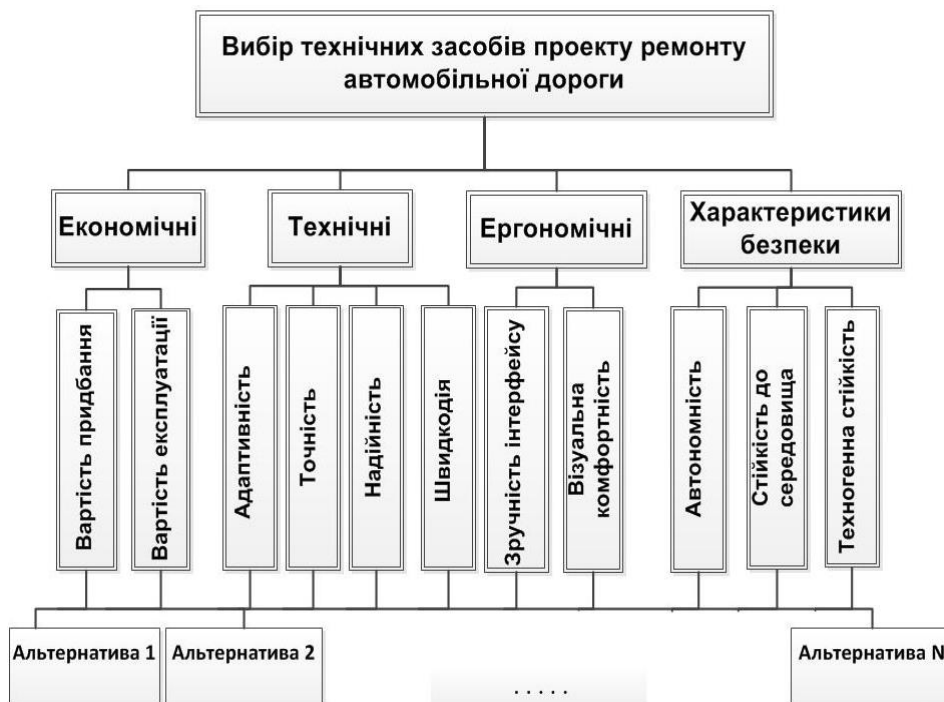 Вибір технічних засобів проекту ремонту
автомобільної дороги
Економічні
Технічні
Ергономічні
Характеристики
безпеки
Вартість придбання
Вартість експлуатації
Адаптивність
Точність
Надійність
Швидкодія
Зручність інтерфейсу
Візуальна
комфортність
Автономність
Стійкість до
середовища
Техногенна стійкість
Альтернатива 1
Альтернатива 2
. . . . .
Альтернатива N